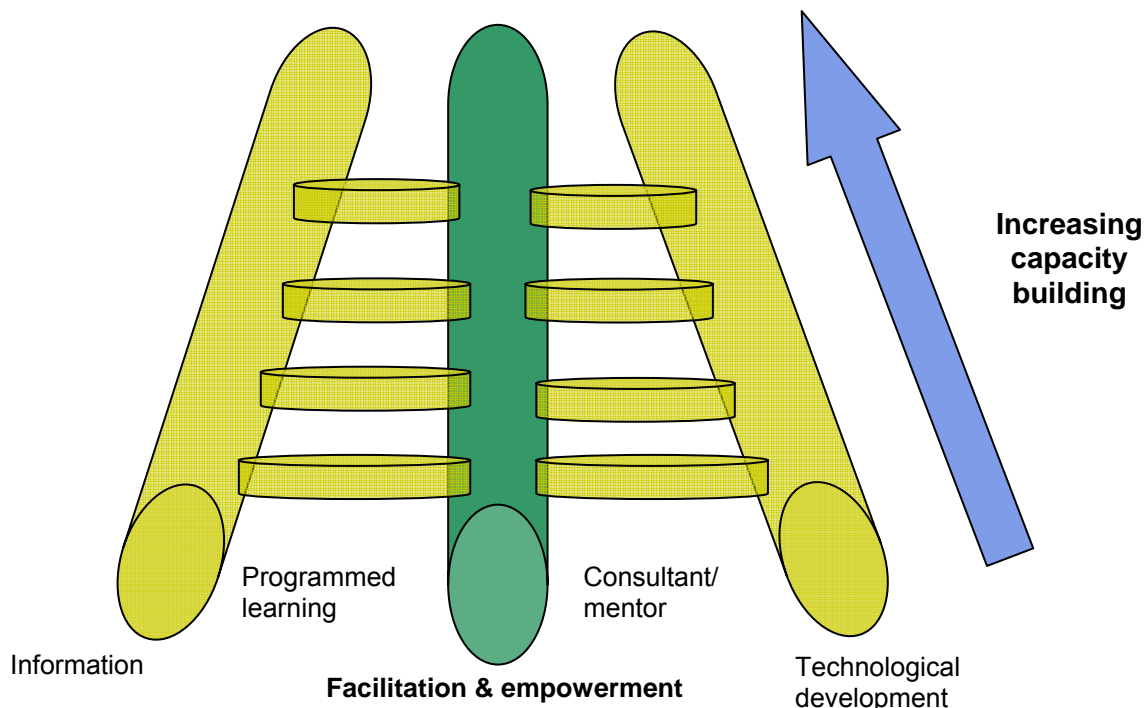 Increasing
capacity
building
Programmed
learning
Consultant/
mentor
Information
Facilitation & empowerment
Technological
development